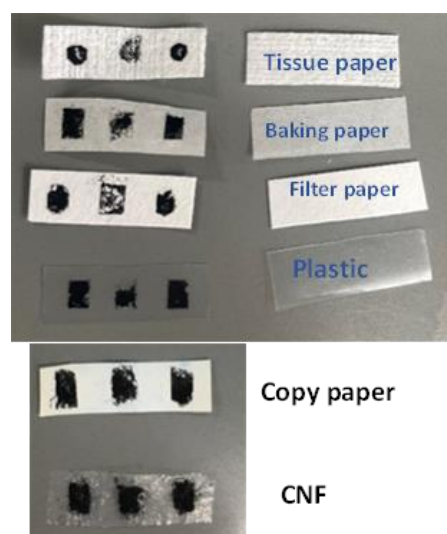 Tissue paper
Baking paper
Filter paper
Plastic
Copy paper
CNF